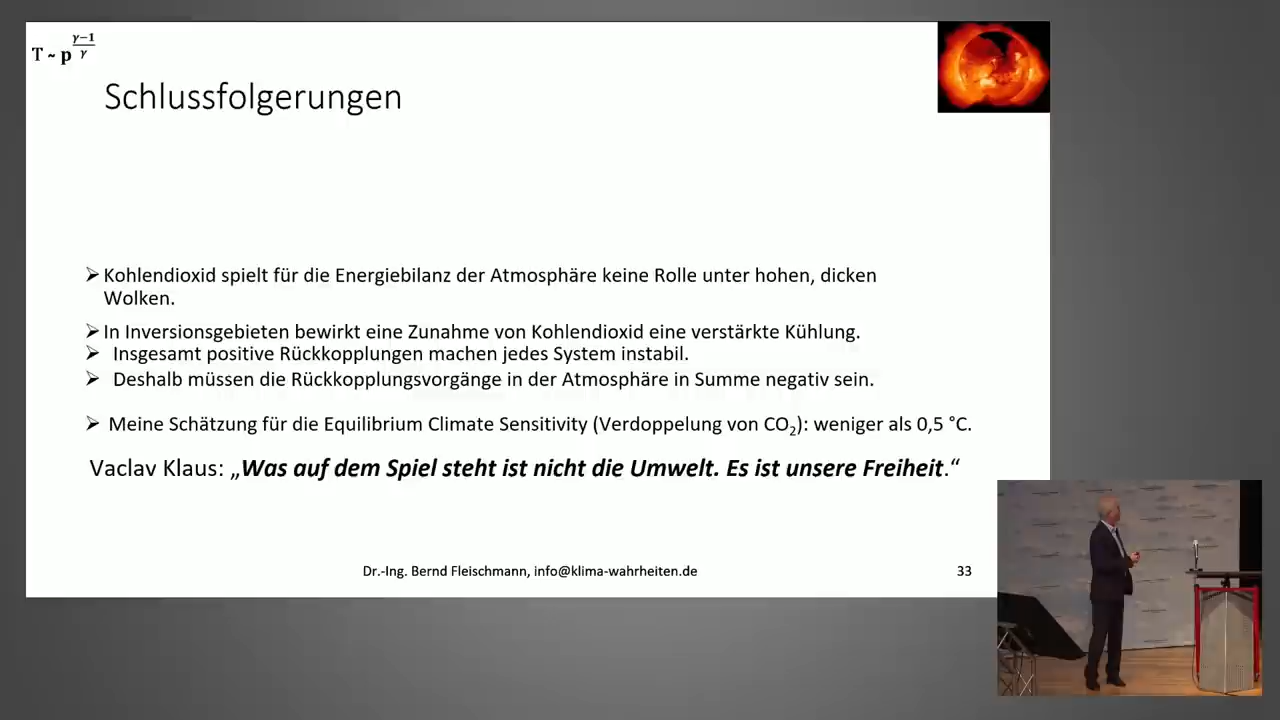 T ~ p^((γ−1)/γ)
Schlussfolgerungen
➢ Kohlendioxid spielt für die Energiebilanz der Atmosphäre keine Rolle unter hohen, dicken
Wolken.
➢ In Inversionsgebieten bewirkt eine Zunahme von Kohlendioxid eine verstärkte Kühlung.
➢ Insgesamt positive Rückkopplungen machen jedes System instabil.
➢ Deshalb müssen die Rückkopplungsvorgänge in der Atmosphäre in Summe negativ sein.
➢ Meine Schätzung für die Equilibrium Climate Sensitivity (Verdoppelung von CO₂): weniger als 0,5 °C.
Vaclav Klaus: „Was auf dem Spiel steht ist nicht die Umwelt. Es ist unsere Freiheit.“
Dr.-Ing. Bernd Fleischmann, info@klima-wahrheiten.de
33